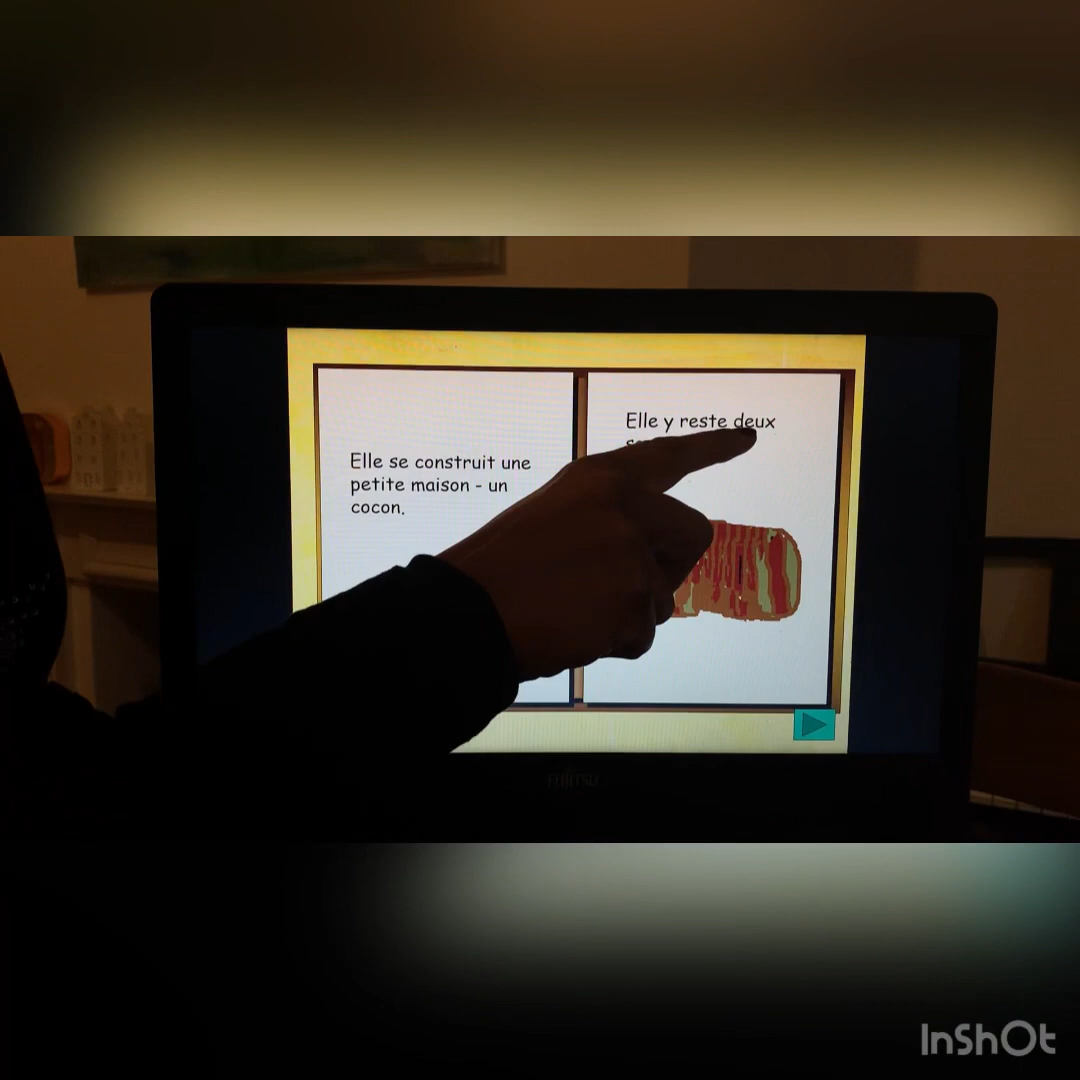 Elle se construit une
petite maison - un
cocon.
Elle y reste deux
FUJITSU
InShOt